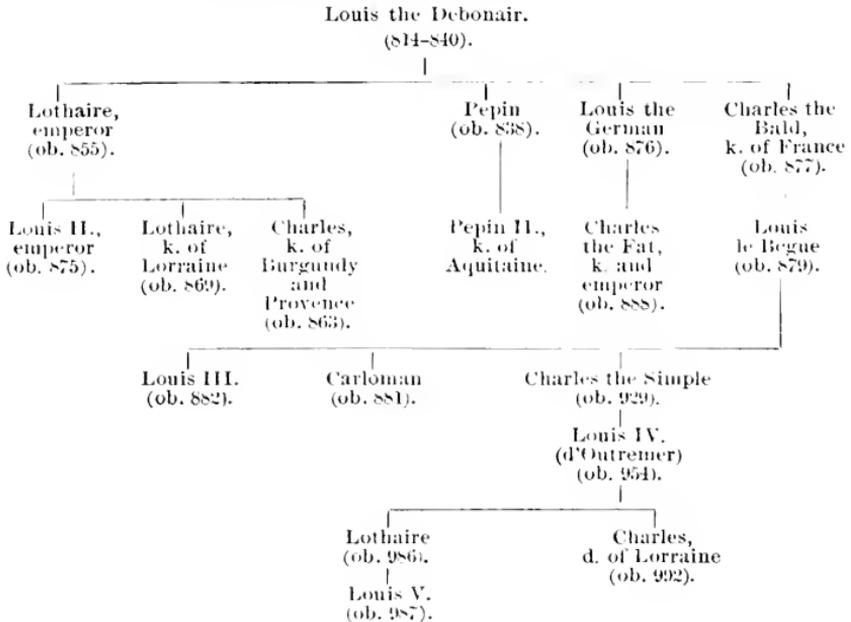 Louis the Debonair.
(814–840).
Lothaire,
emperor
(ob. 855).
Pepin
(ob. 838).
Louis the
German
(ob. 876).
Charles the
Bald,
k. of France
(ob. 877).
Louis II.,
emperor
(ob. 875).
Lothaire,
k. of
Lorraine
(ob. 869).
Charles,
k. of
Burgundy
and
Provence
(ob. 863).
Pepin II.,
k. of
Aquitaine.
Charles
the Fat,
k. and
emperor
(ob. 888).
Louis
le Begue
(ob. 879).
Louis III.
(ob. 882).
Carloman
(ob. 881).
Charles the Simple
(ob. 929).
Louis IV.
(d'Outremer)
(ob. 954).
Lothaire
(ob. 986).
Charles,
d. of Lorraine
(ob. 992).
Louis V.
(ob. 987).